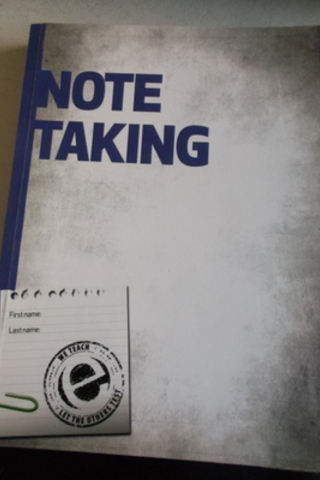 NOTE
TAKING
First name:
Last name:
WE TEACH
e
LET THE OTHERS TEST